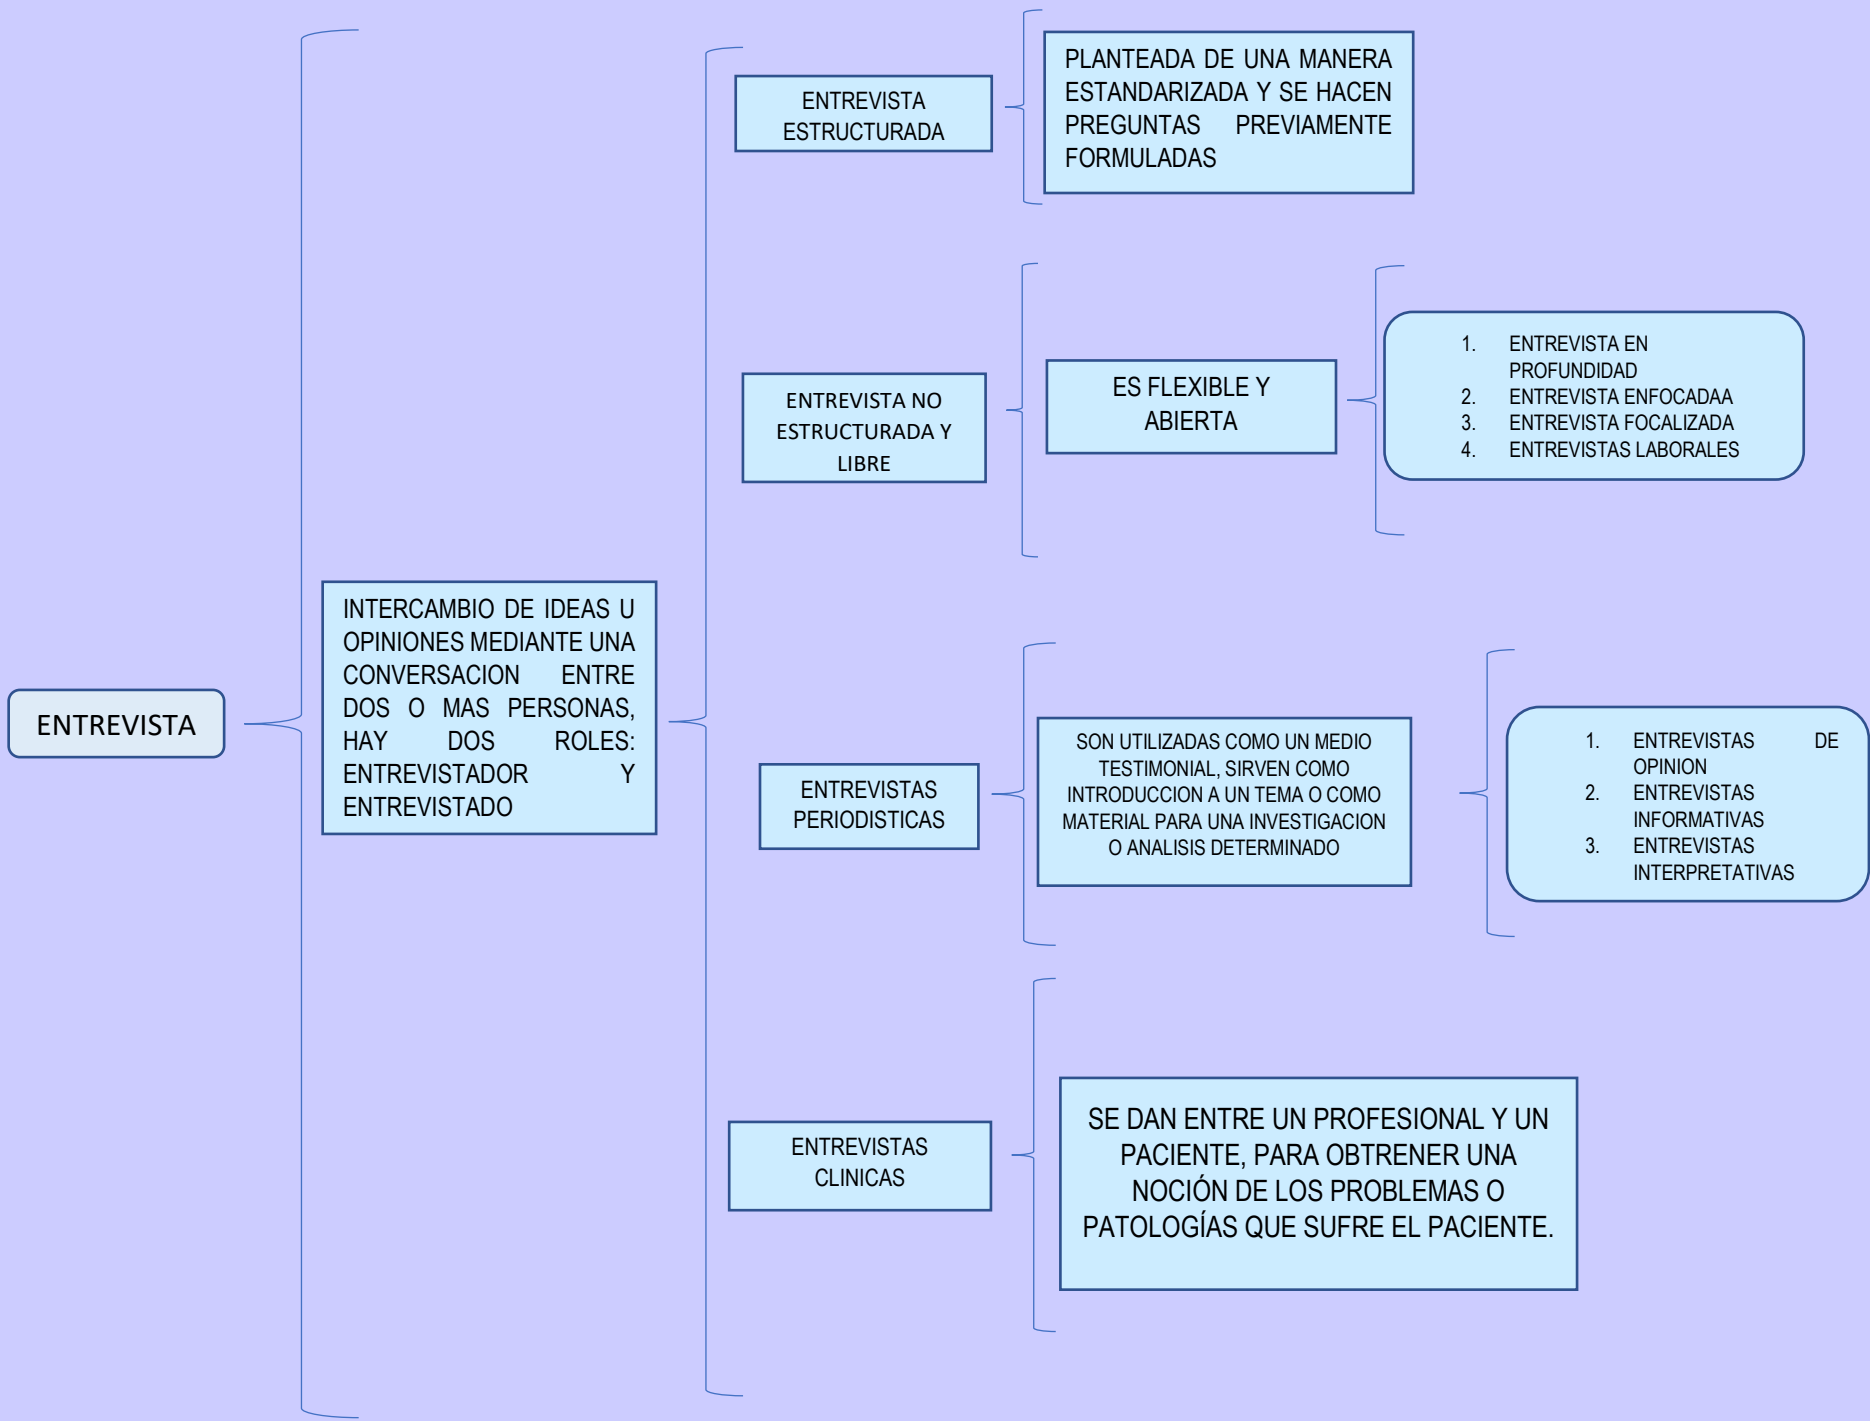 ENTREVISTA
INTERCAMBIO DE IDEAS U
OPINIONES MEDIANTE UNA
CONVERSACION ENTRE
DOS O MAS PERSONAS,
HAY DOS ROLES:
ENTREVISTADOR Y
ENTREVISTADO
ENTREVISTA
ESTRUCTURADA
PLANTEADA DE UNA MANERA
ESTANDARIZADA Y SE HACEN
PREGUNTAS PREVIAMENTE
FORMULADAS
ENTREVISTA NO
ESTRUCTURADA Y
LIBRE
ES FLEXIBLE Y
ABIERTA
1. ENTREVISTA EN
PROFUNDIDAD
2. ENTREVISTA ENFOCADAA
3. ENTREVISTA FOCALIZADA
4. ENTREVISTAS LABORALES
ENTREVISTAS
PERIODISTICAS
SON UTILIZADAS COMO UN MEDIO
TESTIMONIAL, SIRVEN COMO
INTRODUCCION A UN TEMA O COMO
MATERIAL PARA UNA INVESTIGACION
O ANALISIS DETERMINADO
1. ENTREVISTAS DE
OPINION
2. ENTREVISTAS
INFORMATIVAS
3. ENTREVISTAS
INTERPRETATIVAS
ENTREVISTAS
CLINICAS
SE DAN ENTRE UN PROFESIONAL Y UN
PACIENTE, PARA OBTRENER UNA
NOCIÓN DE LOS PROBLEMAS O
PATOLOGÍAS QUE SUFRE EL PACIENTE.